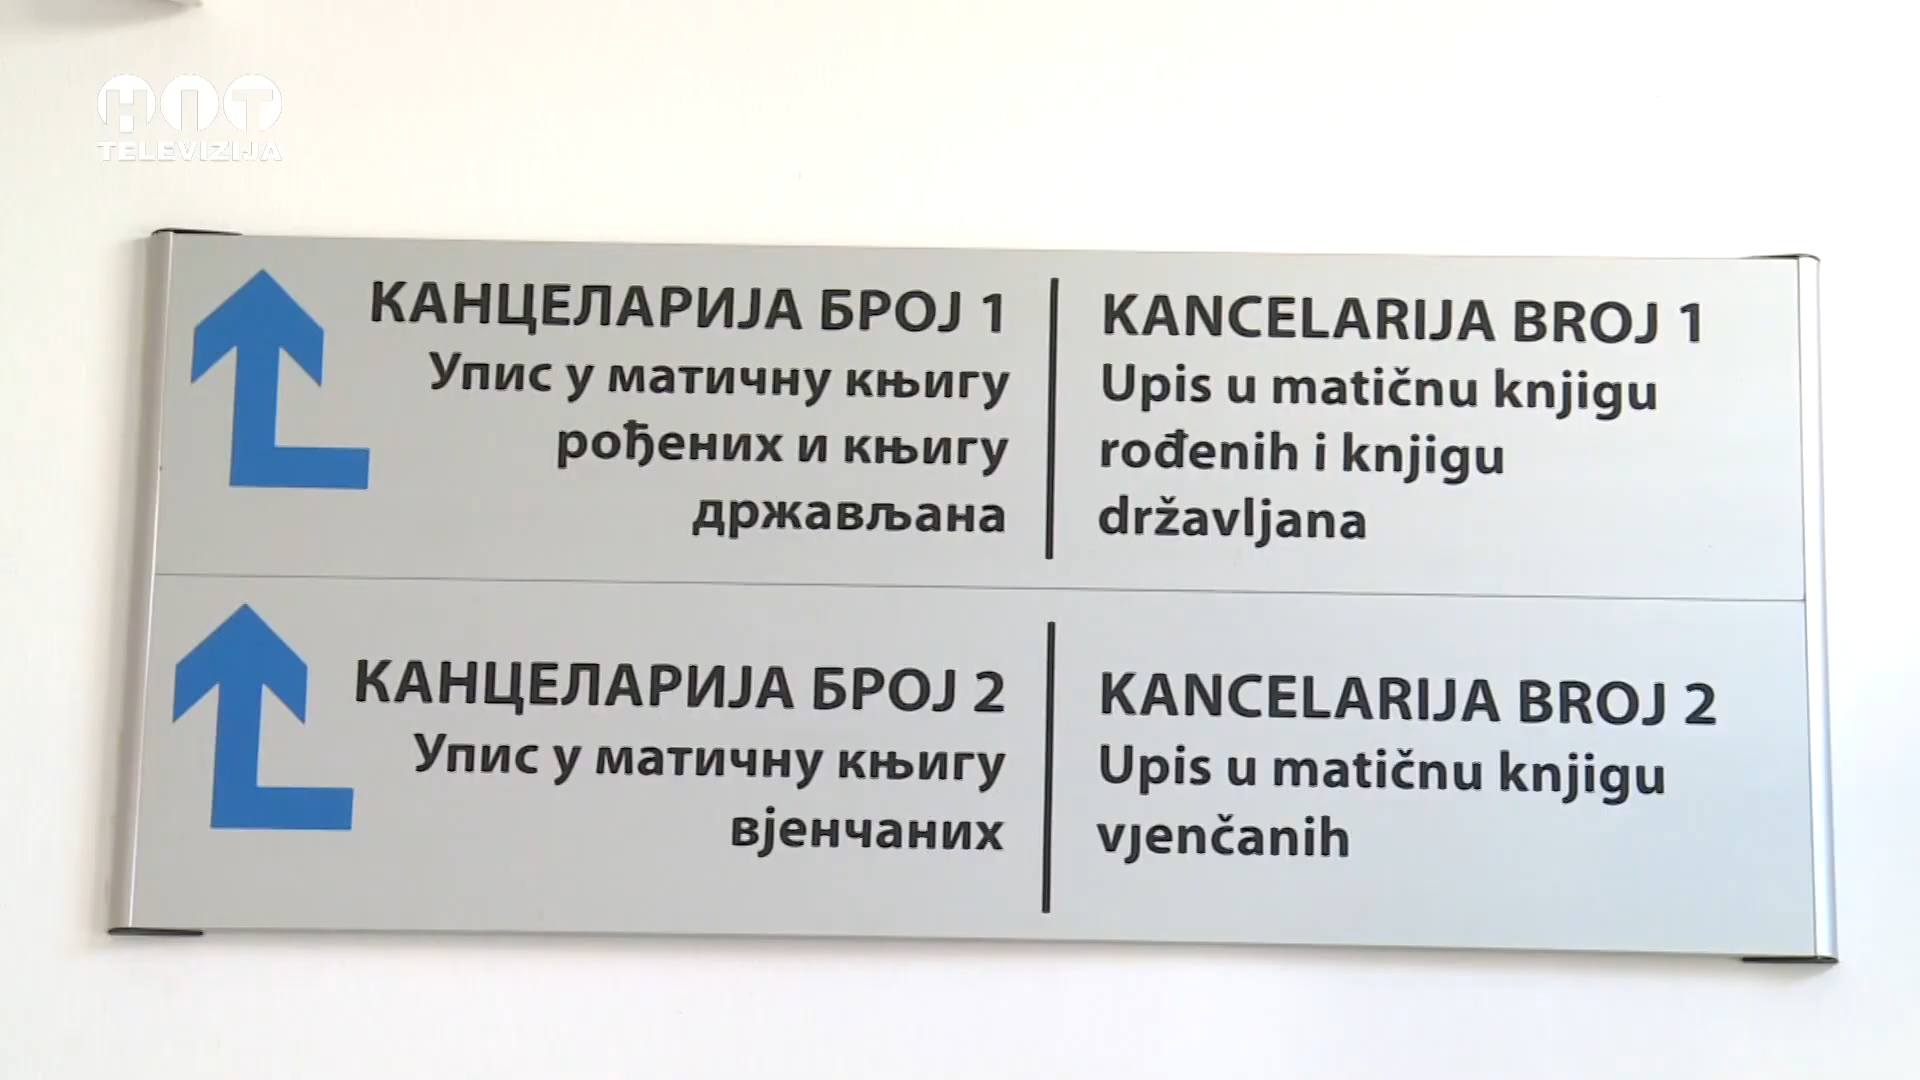 HIT
TELEVIZIJA
КАНЦЕЛАРИЈА БРОЈ 1
Упис у матичну књигу
рођених и књигу
држављана
KANCELARIJA BROJ 1
Upis u matičnu knjigu
rođenih i knjigu
državljana
КАНЦЕЛАРИЈА БРОЈ 2
Упис у матичну књигу
вјенчаних
KANCELARIJA BROJ 2
Upis u matičnu knjigu
vjenčanih